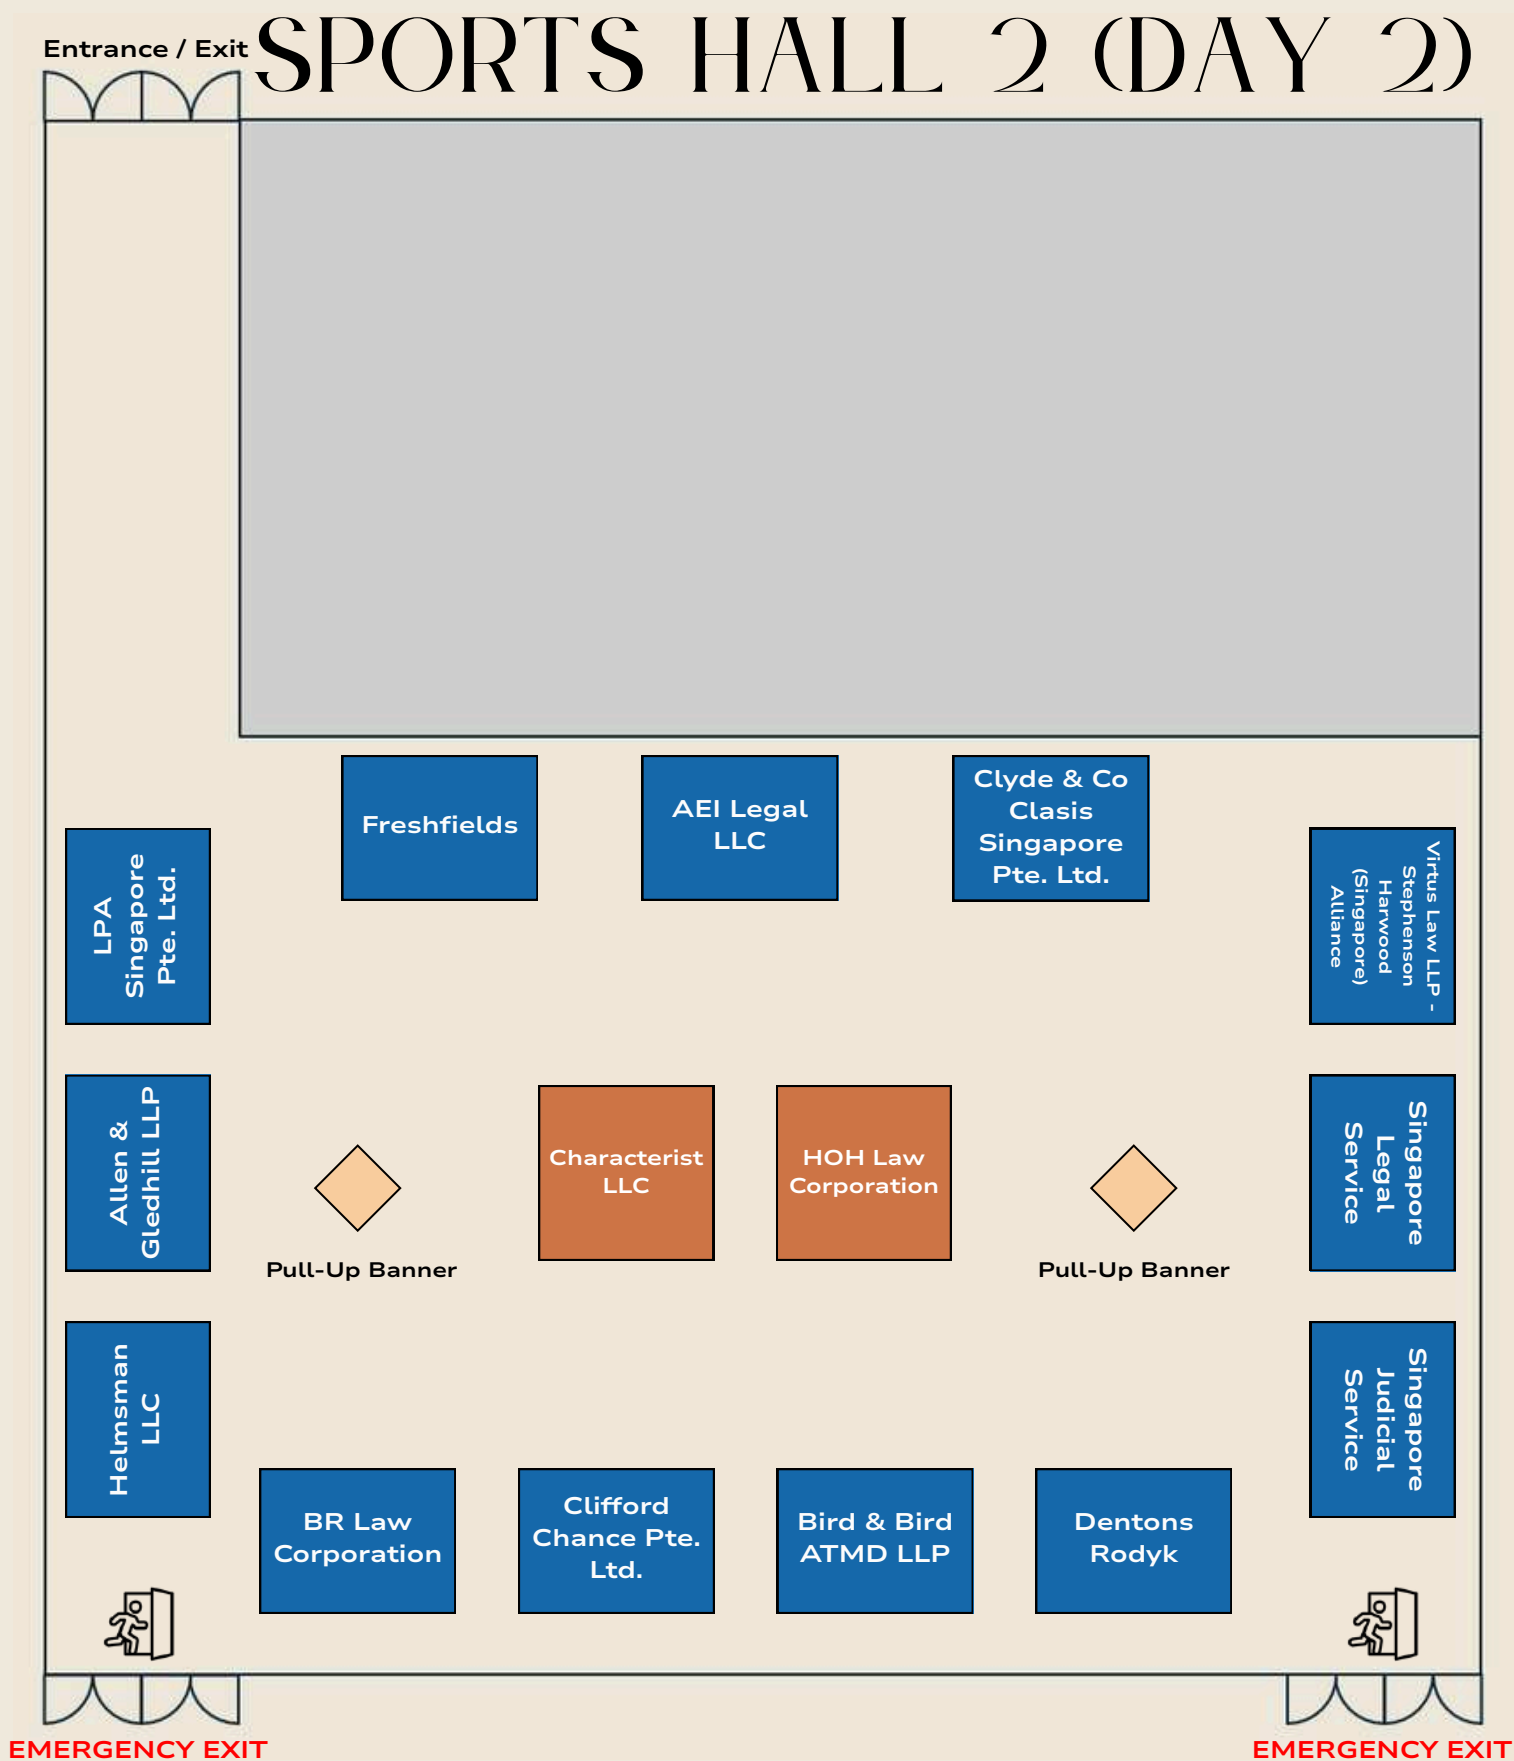 Entrance / Exit
SPORTS HALL 2 (DAY 2)
Freshfields
AEI Legal
LLC
Clyde & Co
Clasis
Singapore
Pte. Ltd.
LPA
Singapore
Pte. Ltd.
Virtus Law LLP -
Stephenson
Harwood
(Singapore)
Alliance
Allen &
Gledhill LLP
Pull-Up Banner
Characterist
LLC
HOH Law
Corporation
Pull-Up Banner
Singapore
Legal
Service
Helmsman
LLC
Singapore
Judicial
Service
BR Law
Corporation
Clifford
Chance Pte.
Ltd.
Bird & Bird
ATMD LLP
Dentons
Rodyk
EMERGENCY EXIT
EMERGENCY EXIT